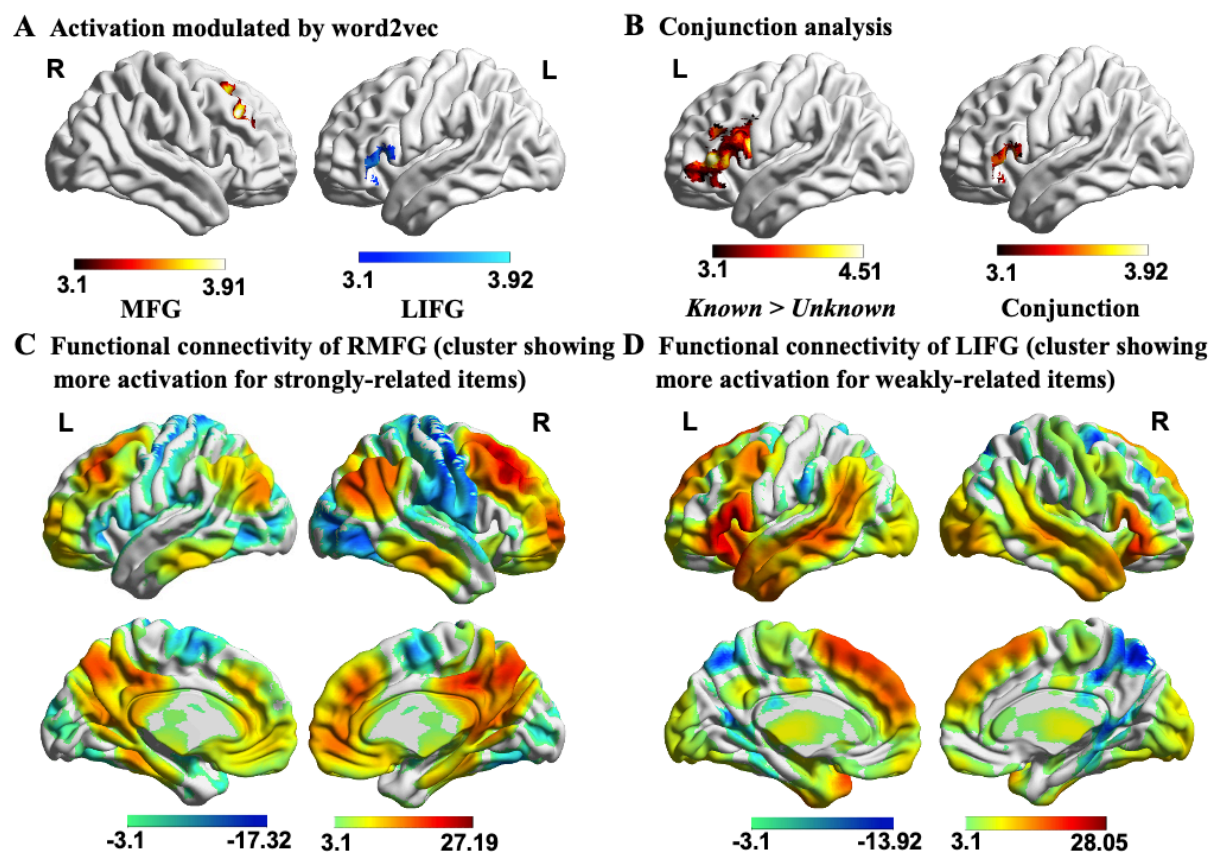 A Activation modulated by word2vec
R
L
3.1
3.91
MFG
3.1
3.92
LIFG
B Conjunction analysis
L
3.1
4.51
Known > Unknown
3.1
3.92
Conjunction
C Functional connectivity of RMFG (cluster showing
more activation for strongly-related items)
L
R
-3.1
-17.32
3.1
27.19
D Functional connectivity of LIFG (cluster showing
more activation for weakly-related items)
L
R
-3.1
-13.92
3.1
28.05